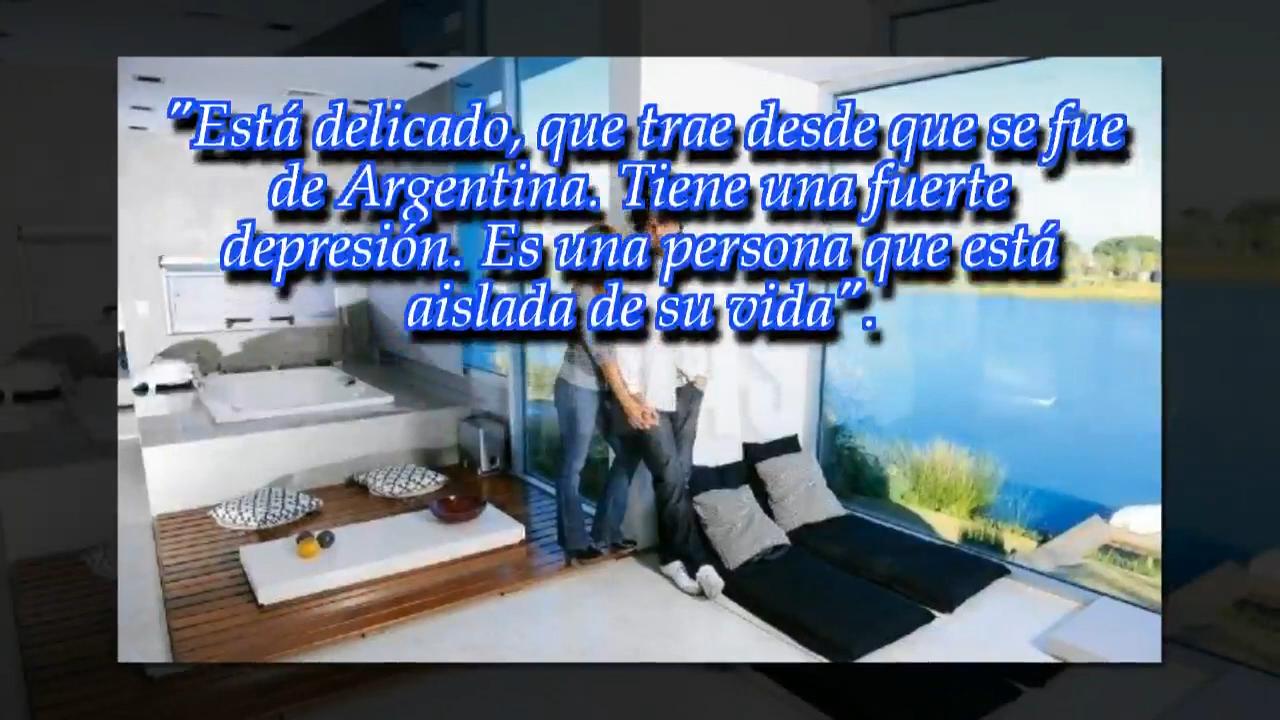 "Está delicado, que trae desde que se fue
de Argentina. Tiene una fuerte
depresión. Es una persona que está
aislada de su vida".